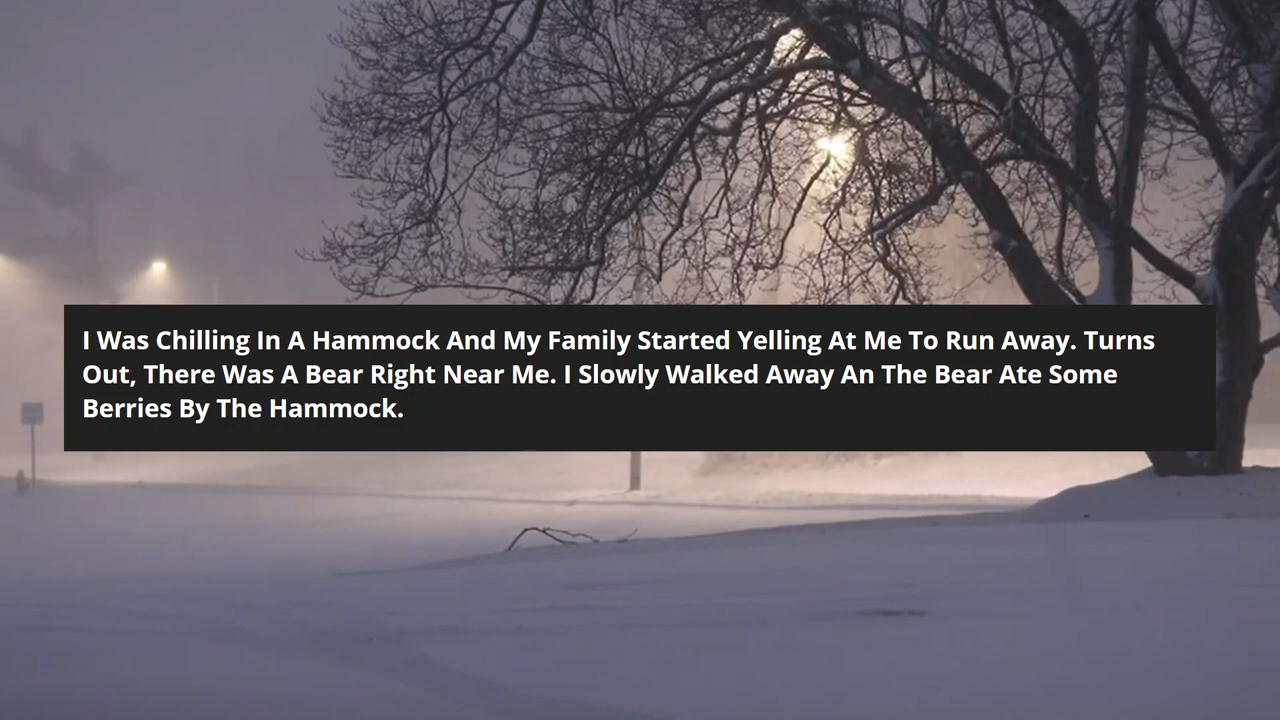 I Was Chilling In A Hammock And My Family Started Yelling At Me To Run Away. Turns
Out, There Was A Bear Right Near Me. I Slowly Walked Away An The Bear Ate Some
Berries By The Hammock.